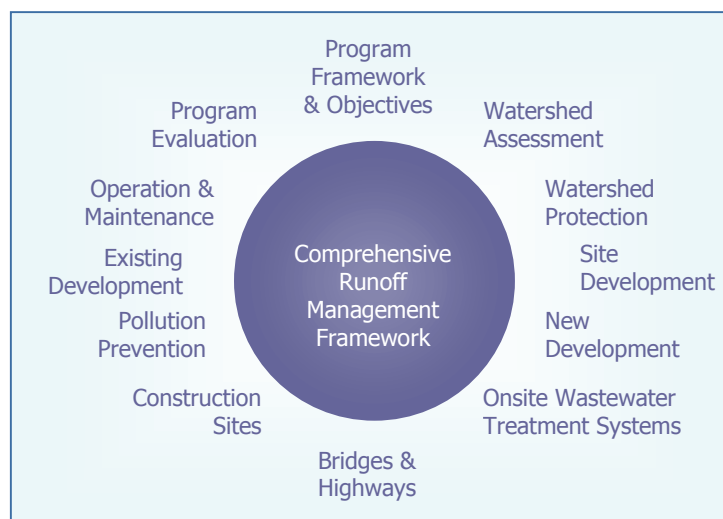 Program
Framework
& Objectives
Watershed
Assessment
Watershed
Protection
Site
Development
New
Development
Onsite Wastewater
Treatment Systems
Bridges &
Highways
Construction
Sites
Pollution
Prevention
Existing
Development
Operation &
Maintenance
Program
Evaluation
Comprehensive
Runoff
Management
Framework